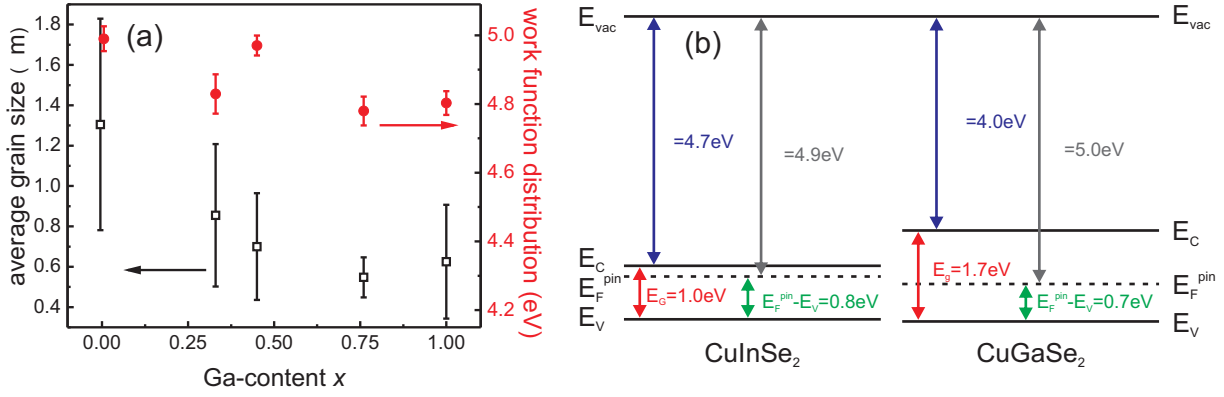 (a)
average grain size ( m)
1.8
1.6
1.4
1.2
1.0
0.8
0.6
0.4
0.00
0.25
0.50
0.75
1.00
Ga-content x
5.0
4.8
4.6
4.4
4.2
work function distribution (eV)
(b)
E_vac
E_vac
=4.7eV
=4.9eV
=4.0eV
=5.0eV
E_C
E_F^pin
E_V
E_G=1.0eV
E_F^pin-E_V=0.8eV
CuInSe₂
E_C
E_F^pin
E_V
E_g=1.7eV
E_F^pin-E_V=0.7eV
CuGaSe₂